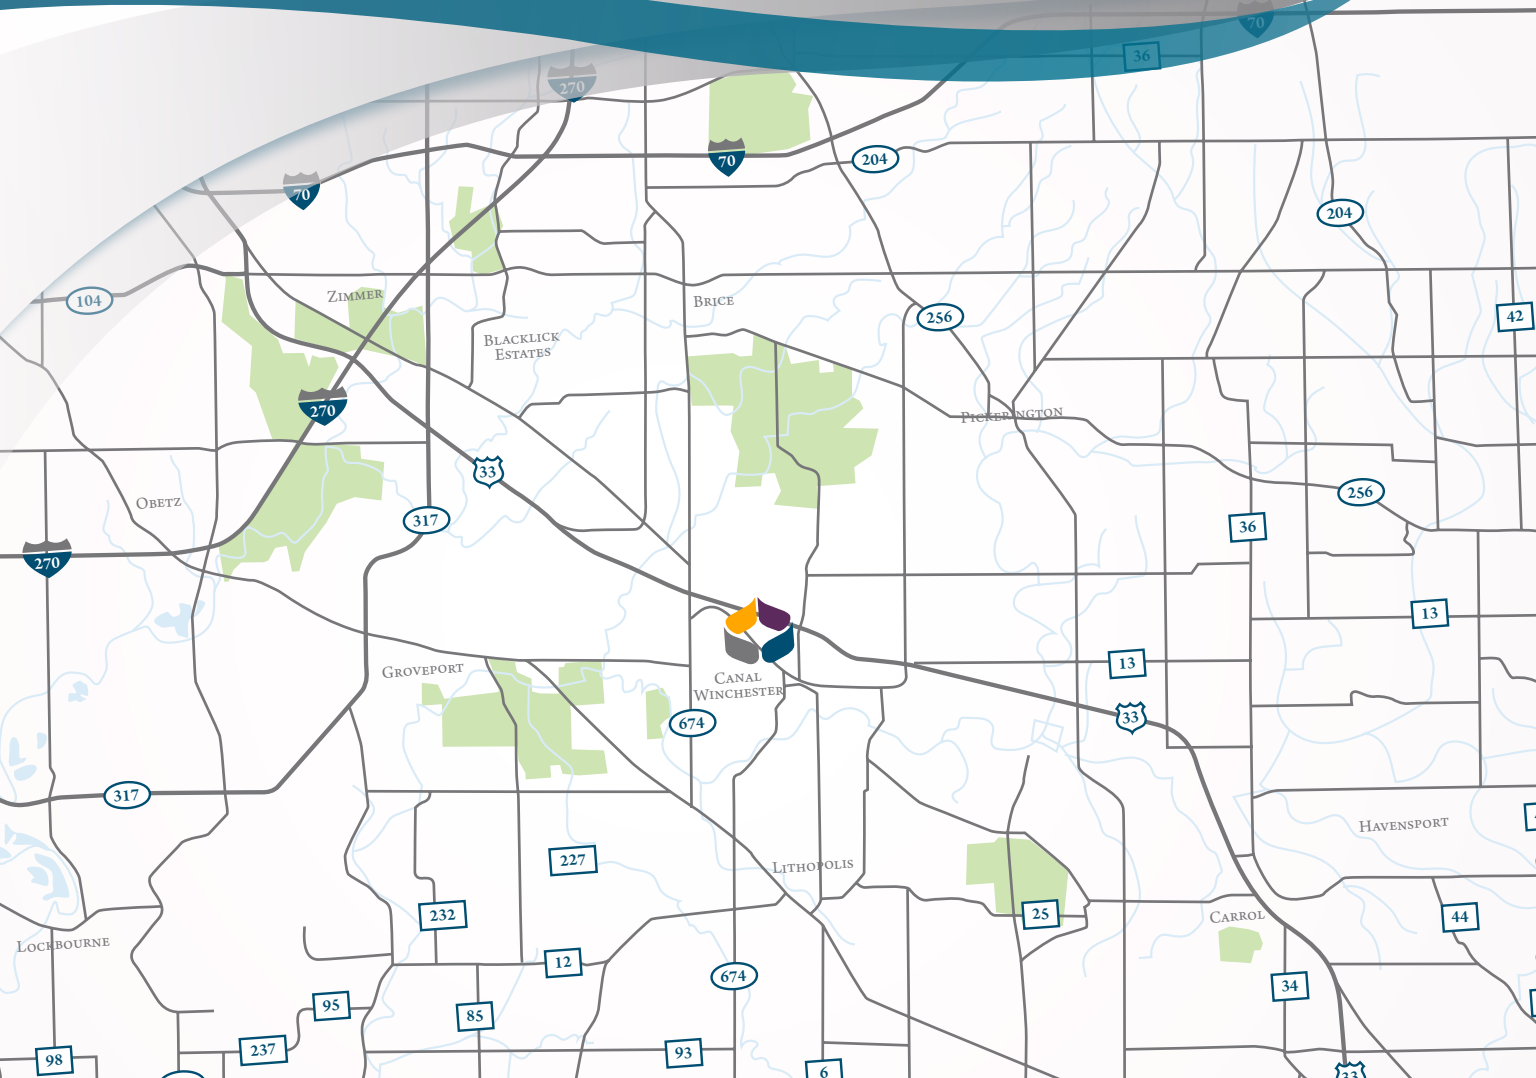 70
36
270
70
204
70
204
104
ZIMMER
BRICE
256
42
BLACKLICK
ESTATES
270
PICKERINGTON
33
256
OBETZ
317
36
270
13
13
GROVEPORT
CANAL
WINCHESTER
674
33
317
HAVENSPORT
227
LITHOPOLIS
232
25
CARROL
44
LOCKBOURNE
12
674
34
95
85
237
93
98
6
33